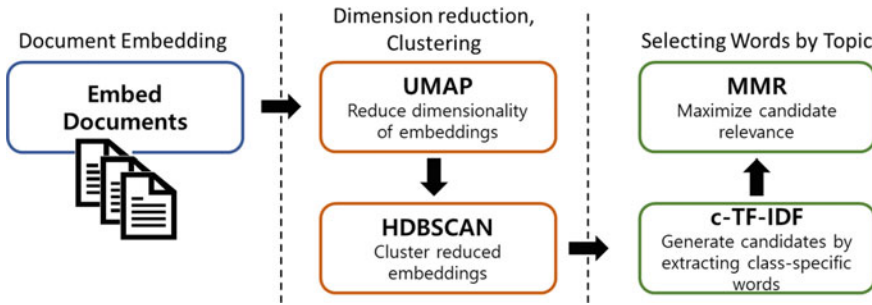 Document Embedding
Embed
Documents
Dimension reduction,
Clustering
UMAP
Reduce dimensionality
of embeddings
HDBSCAN
Cluster reduced
embeddings
Selecting Words by Topic
MMR
Maximize candidate
relevance
c-TF-IDF
Generate candidates by
extracting class-specific
words